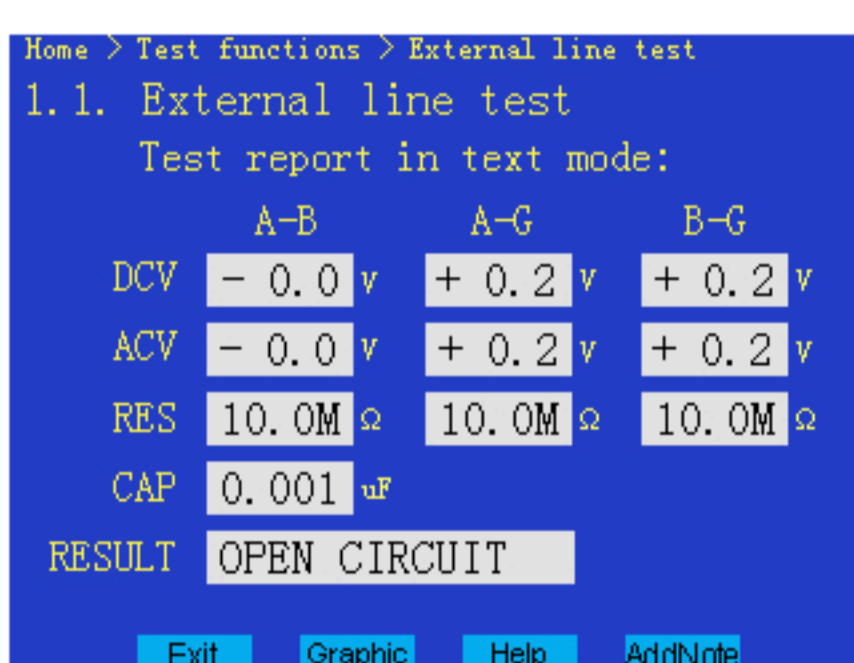 Home > Test functions > External line test
1.1. External line test
Test report in text mode:
A-B A-G B-G
DCV - 0.0 V + 0.2 V + 0.2 V
ACV - 0.0 V + 0.2 V + 0.2 V
RES 10.0M Ω 10.0M Ω 10.0M Ω
CAP 0.001 uF
RESULT OPEN CIRCUIT
Exit Graphic Help AddNote